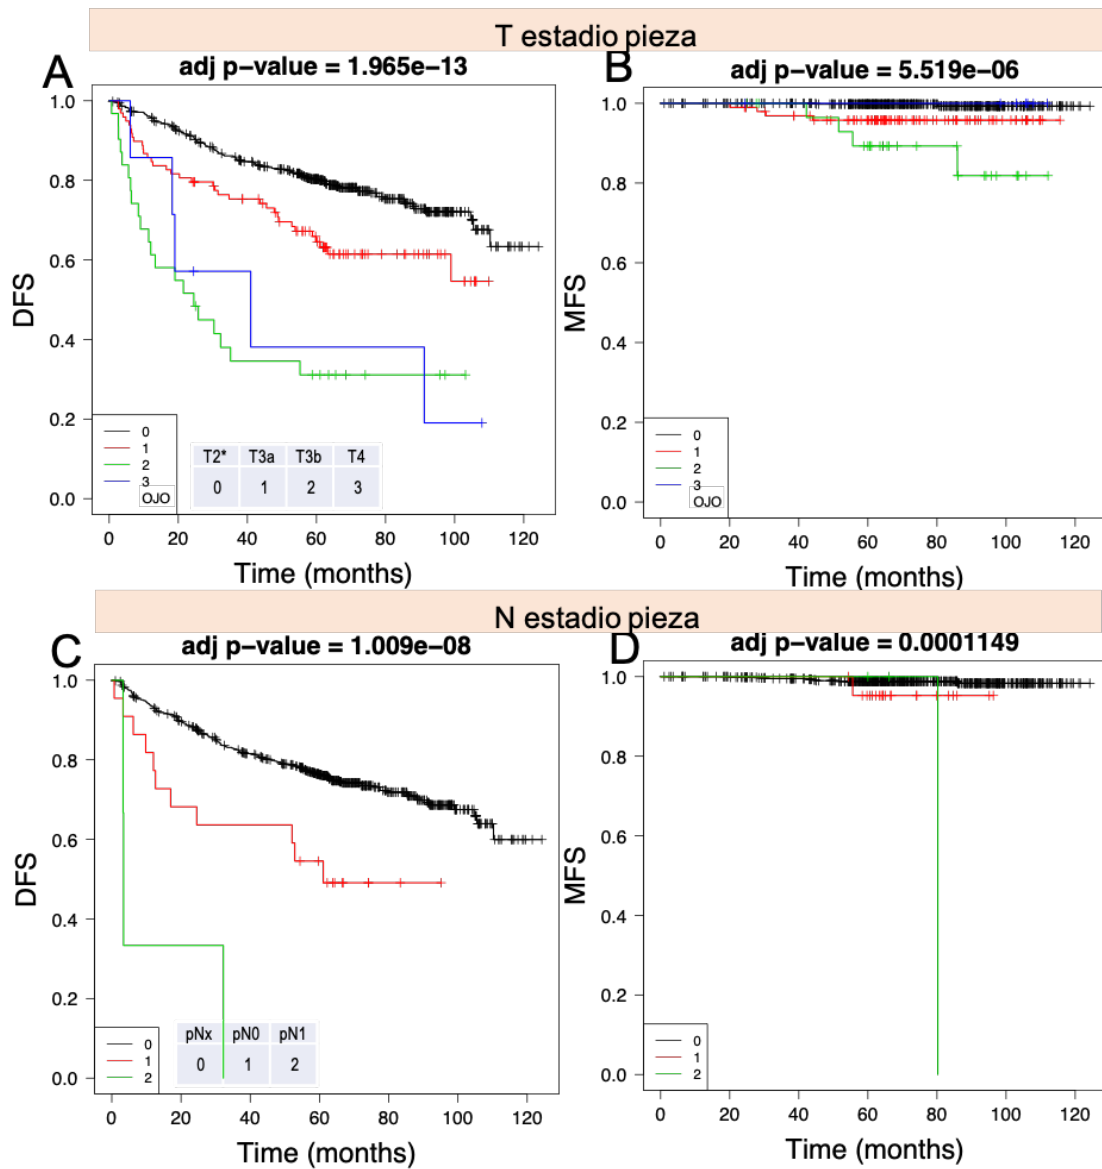 T estadio pieza
A
adj p-value = 1.965e-13
DFS
1.0
0.8
0.6
0.4
0.2
0.0
0
1
2
3
OJO
T2* T3a T3b T4
0 1 2 3
0 20 40 60 80 100 120
Time (months)
B
adj p-value = 5.519e-06
MFS
1.0
0.8
0.6
0.4
0.2
0.0
0
1
2
3
OJO
0 20 40 60 80 100 120
Time (months)
N estadio pieza
C
adj p-value = 1.009e-08
DFS
1.0
0.8
0.6
0.4
0.2
0.0
0
1
2
pNx pN0 pN1
0 1 2
0 20 40 60 80 100 120
Time (months)
D
adj p-value = 0.0001149
MFS
1.0
0.8
0.6
0.4
0.2
0.0
0
1
2
0 20 40 60 80 100 120
Time (months)